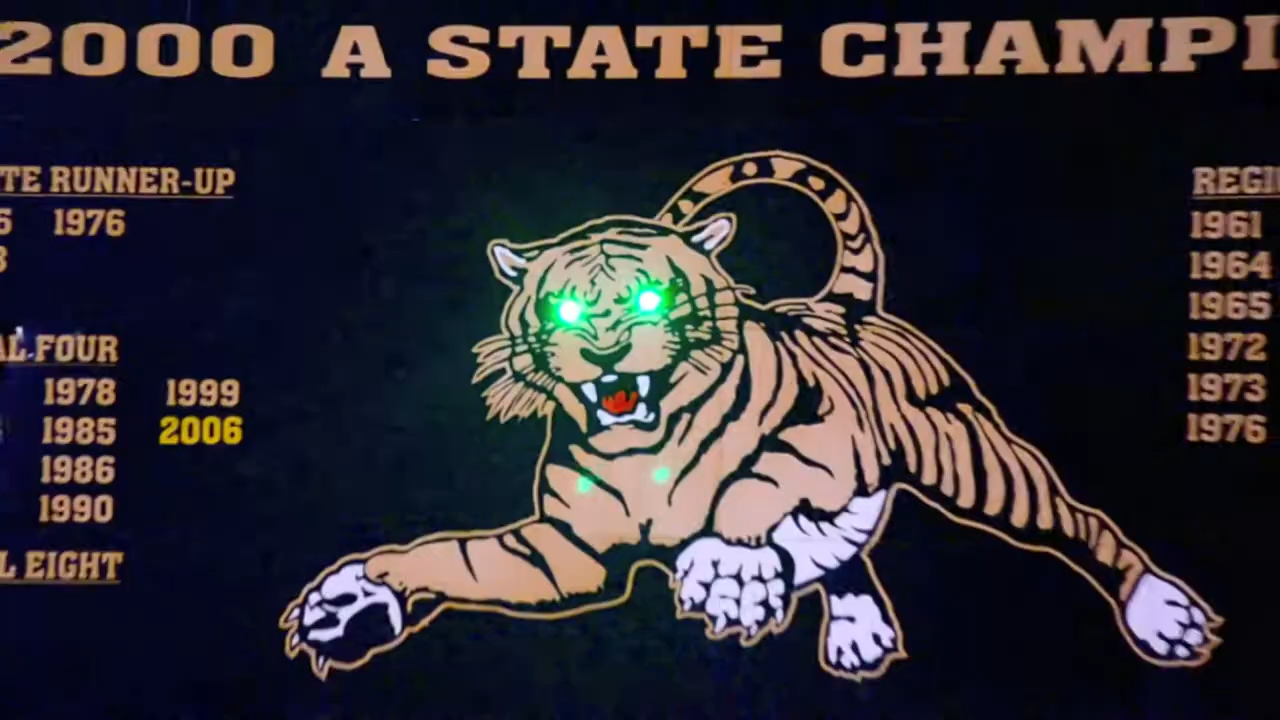 2000 A STATE CHAMPI
TE RUNNER-UP
1976
AL FOUR
1978 1999
1985 2006
1986
1990
L EIGHT
REGI
1961
1964
1965
1972
1973
1976